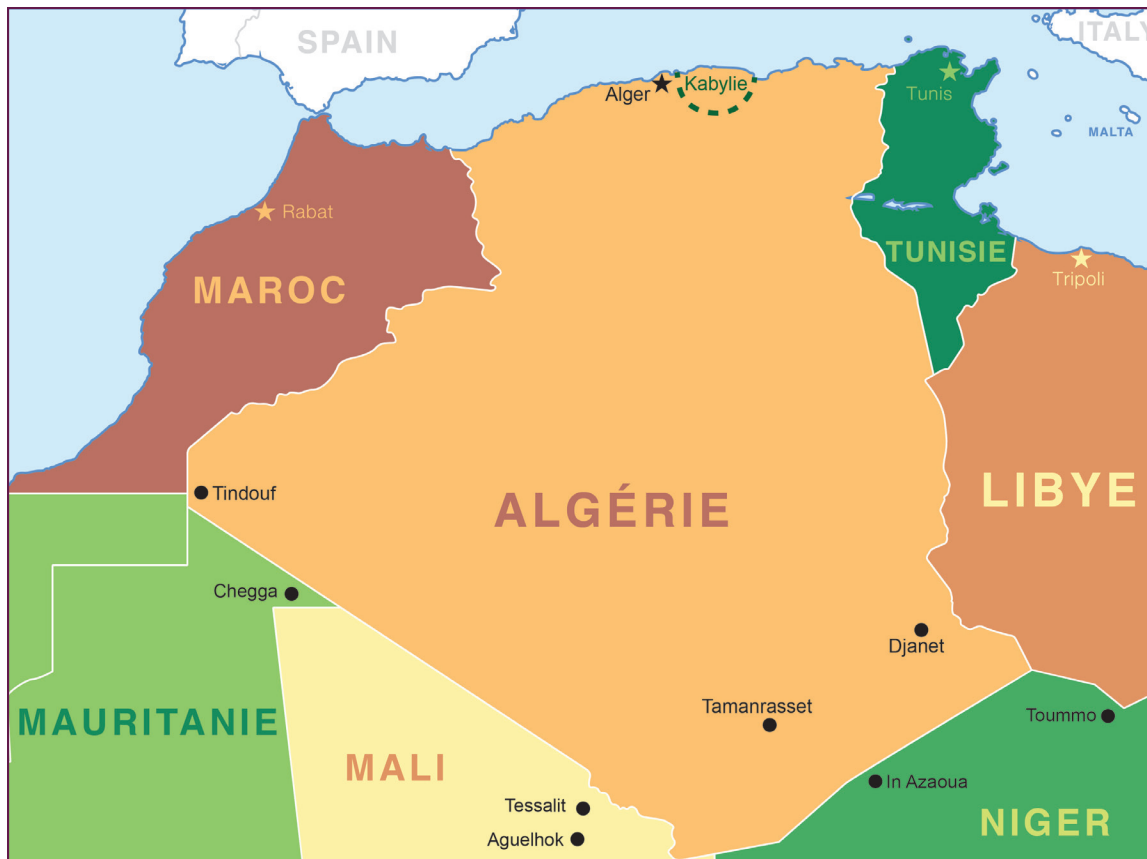 SPAIN
ITALY
Alger
Kabylie
Tunis
MALTA
Rabat
TUNISIE
Tripoli
MAROC
LIBYE
Tindouf
ALGÉRIE
Chegga
Djanet
Tamanrasset
MAURITANIE
Toummo
MALI
In Azaoua
Tessalit
NIGER
Aguelhok